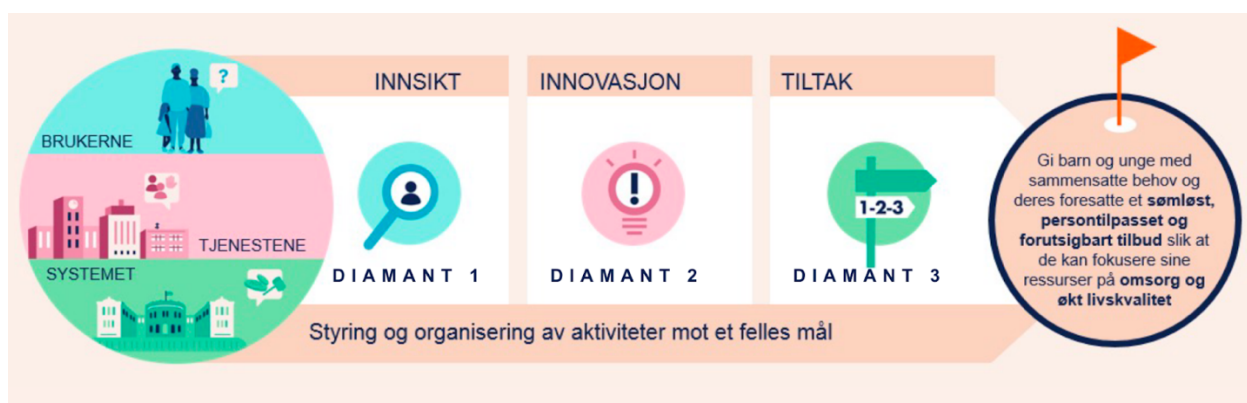 BRUKERNE
TJENESTENE
SYSTEMET
INNSIKT
DIAMANT 1
INNOVASJON
DIAMANT 2
TILTAK
1-2-3
DIAMANT 3
Styring og organisering av aktiviteter mot et felles mål
Gi barn og unge med
sammensatte behov og
deres foresatte et sømløst,
persontilpasset og
forutsigbart tilbud slik at
de kan fokusere sine
ressurser på omsorg og
økt livskvalitet